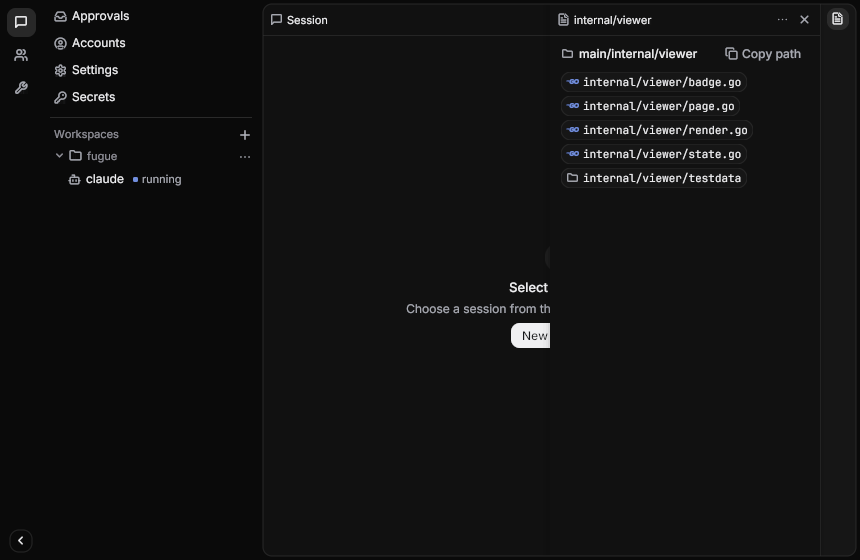 Approvals
Accounts
Settings
Secrets
Workspaces
fugue
claude running
Session
Select
Choose a session from th
New
internal/viewer
main/internal/viewer
Copy path
internal/viewer/badge.go
internal/viewer/page.go
internal/viewer/render.go
internal/viewer/state.go
internal/viewer/testdata